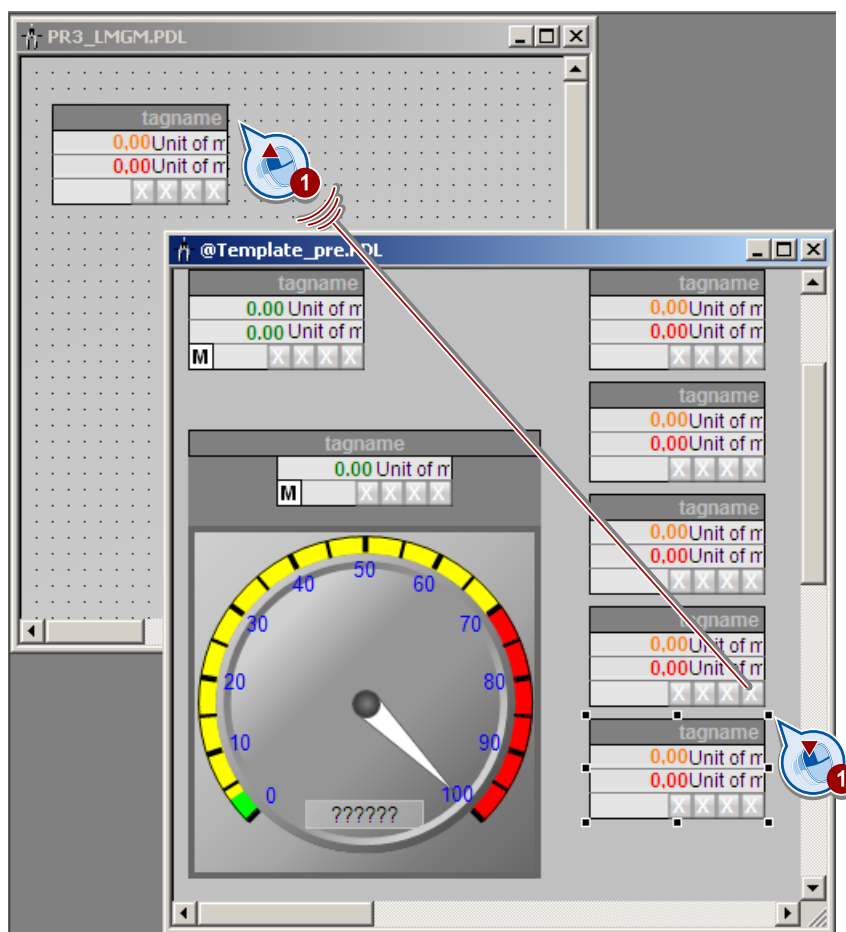 PR3_LMGM.PDL
tagname
0,00Unit of m
0,00Unit of m
X X X X
1
@Template_pre.PDL
tagname
0.00 Unit of m
0.00 Unit of m
M X X X X
tagname
0.00 Unit of m
M X X X X
0 10 20 30 40 50 60 70 80 90 100
??????
tagname
0,00Unit of m
0,00Unit of m
X X X X
tagname
0,00Unit of m
0,00Unit of m
X X X X
tagname
0,00Unit of m
0,00Unit of m
X X X X
tagname
0,00Unit of m
0,00Unit of m
X X X X
tagname
0,00Unit of m
0,00Unit of m
X X X X
1